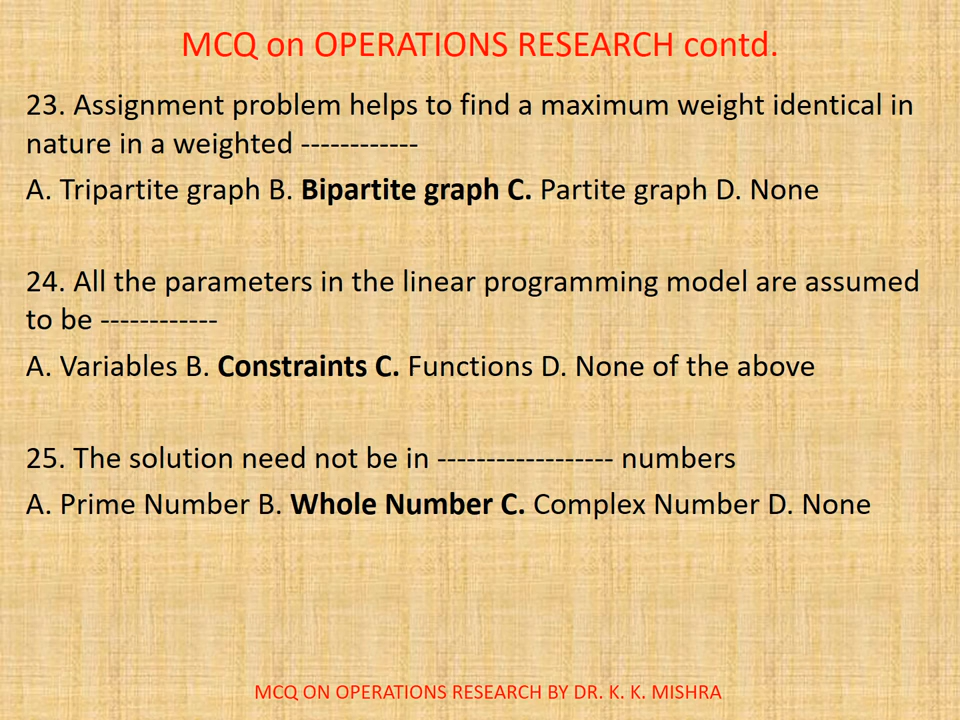 MCQ on OPERATIONS RESEARCH contd.
23. Assignment problem helps to find a maximum weight identical in
nature in a weighted ------------
A. Tripartite graph B. Bipartite graph C. Partite graph D. None
24. All the parameters in the linear programming model are assumed
to be ------------
A. Variables B. Constraints C. Functions D. None of the above
25. The solution need not be in ------------------ numbers
A. Prime Number B. Whole Number C. Complex Number D. None
MCQ ON OPERATIONS RESEARCH BY DR. K. K. MISHRA